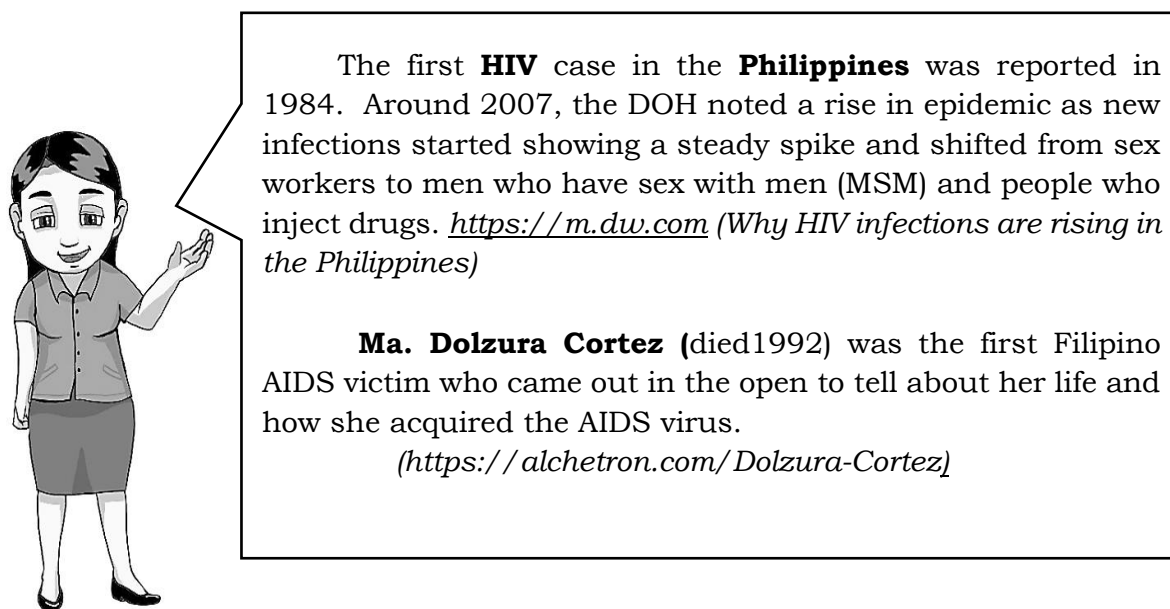 The first HIV case in the Philippines was reported in
1984. Around 2007, the DOH noted a rise in epidemic as new
infections started showing a steady spike and shifted from sex
workers to men who have sex with men (MSM) and people who
inject drugs. https://m.dw.com (Why HIV infections are rising in
the Philippines)
Ma. Dolzura Cortez (died1992) was the first Filipino
AIDS victim who came out in the open to tell about her life and
how she acquired the AIDS virus.
(https://alchetron.com/Dolzura-Cortez)